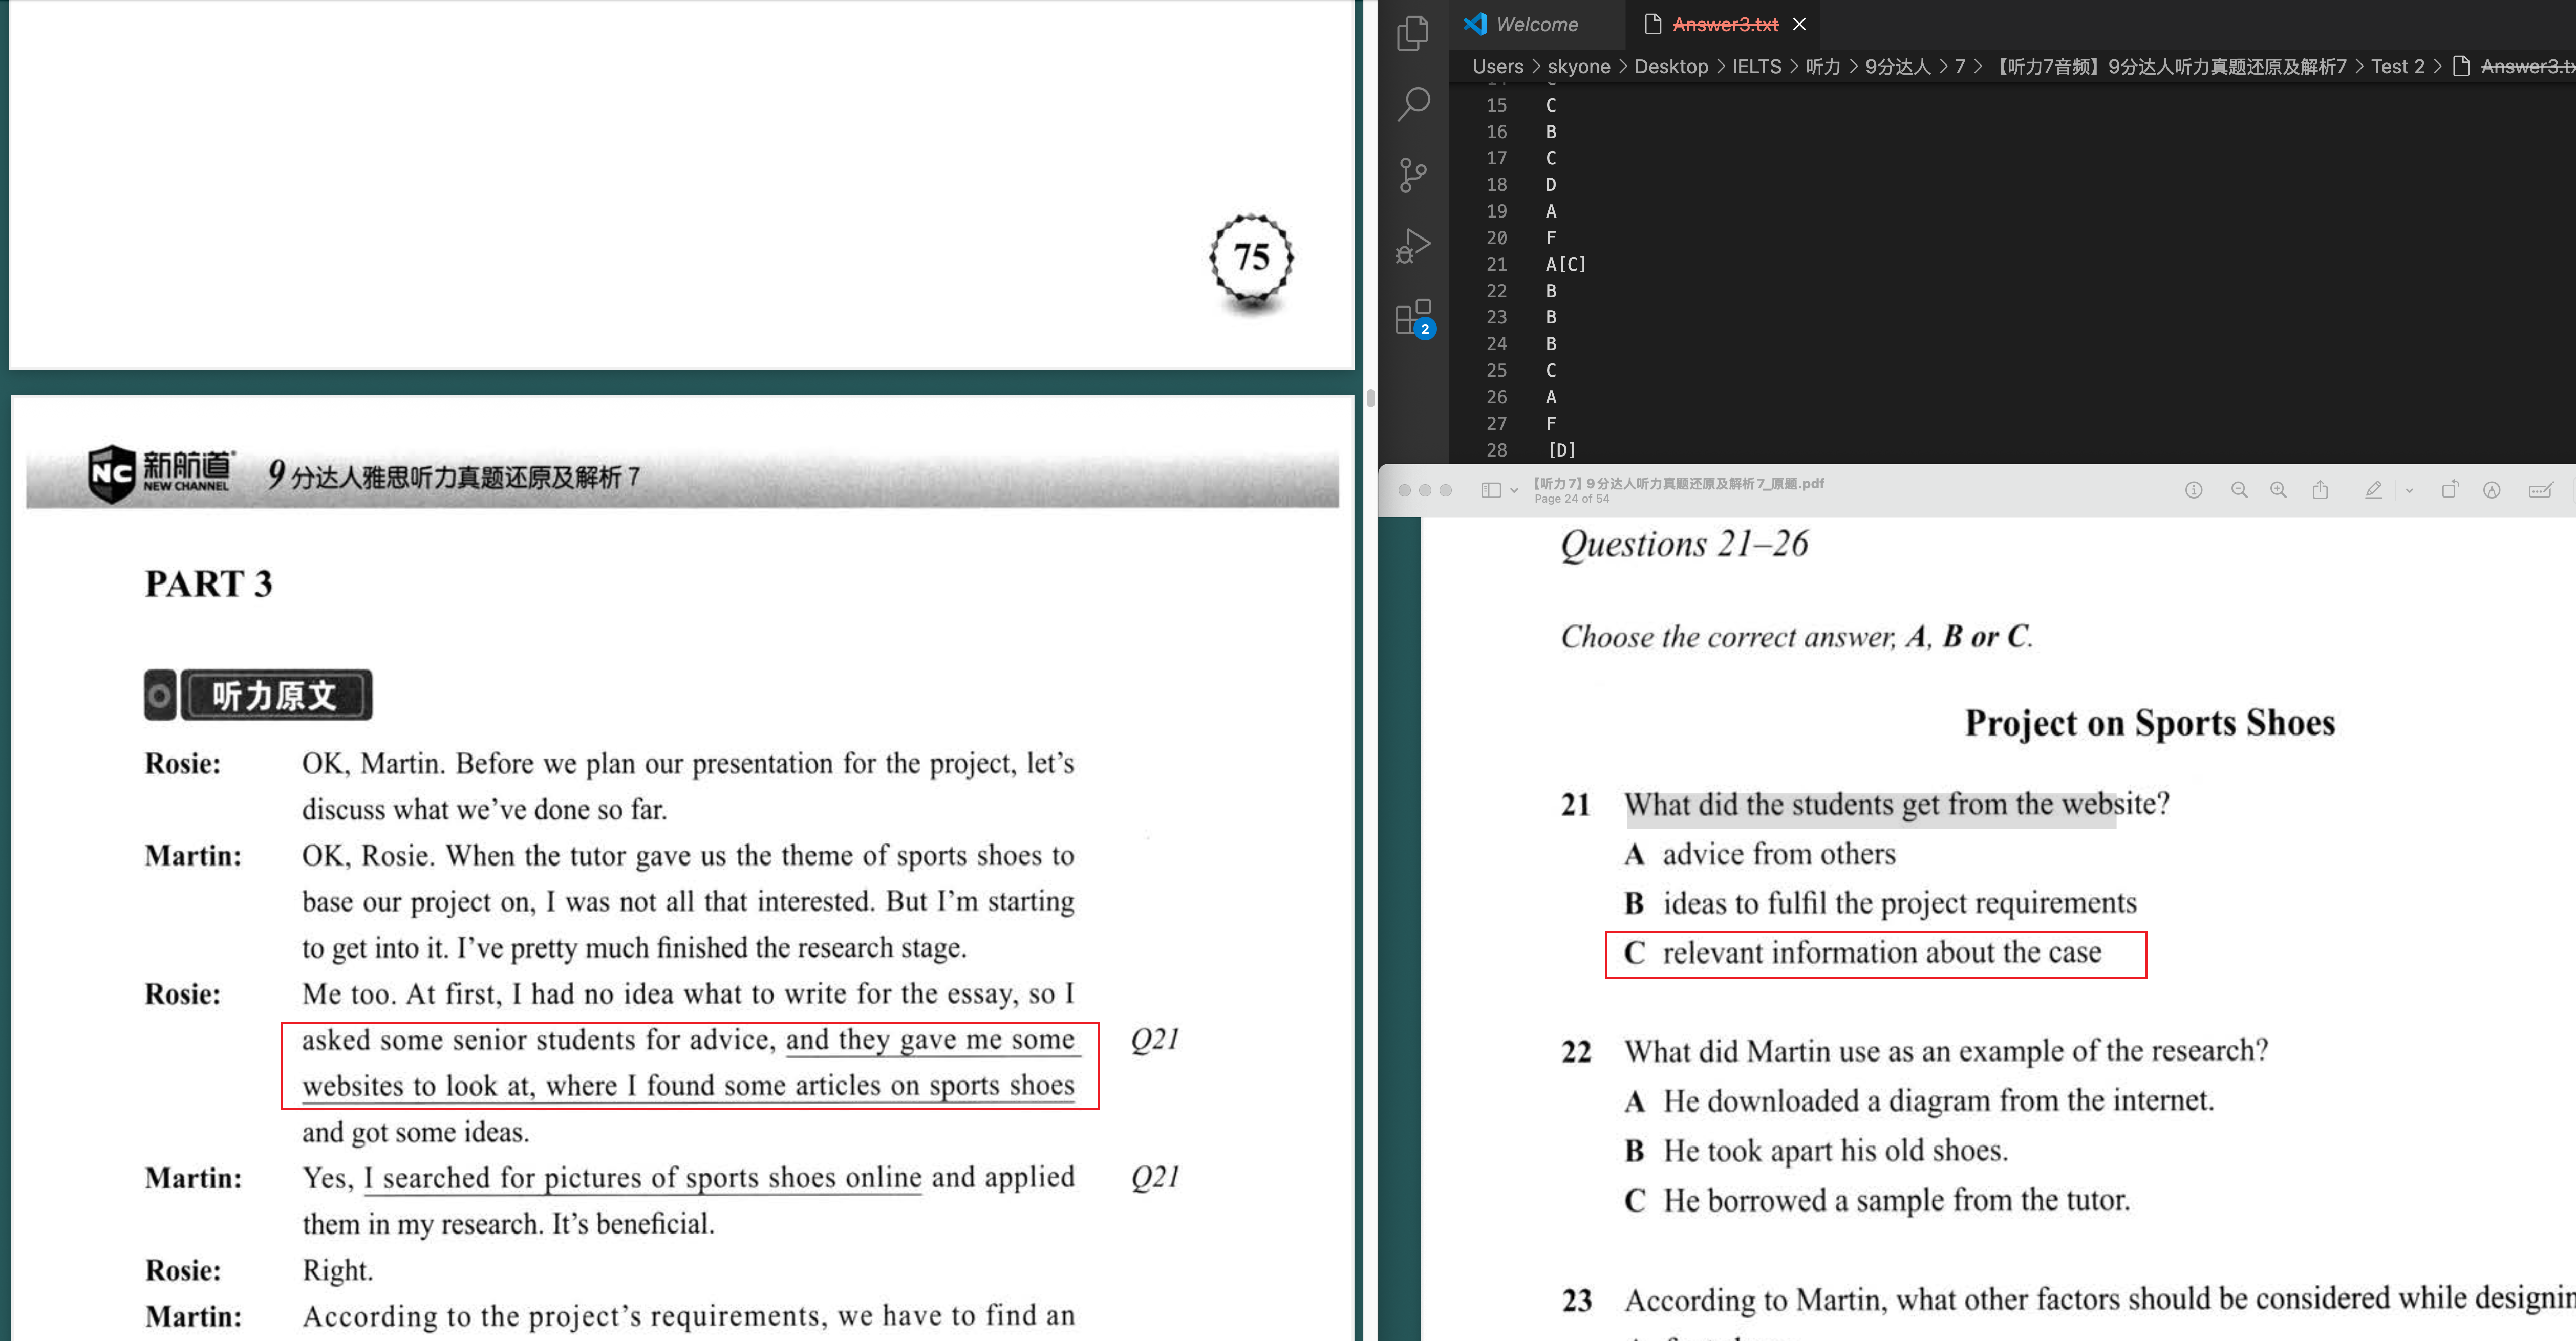 75
NC 新航道
NEW CHANNEL
9 分达人雅思听力真题还原及解析 7
PART 3
听力原文
Rosie: OK, Martin. Before we plan our presentation for the project, let's
discuss what we've done so far.
Martin: OK, Rosie. When the tutor gave us the theme of sports shoes to
base our project on, I was not all that interested. But I'm starting
to get into it. I've pretty much finished the research stage.
Rosie: Me too. At first, I had no idea what to write for the essay, so I
asked some senior students for advice, and they gave me some Q21
websites to look at, where I found some articles on sports shoes
and got some ideas.
Martin: Yes, I searched for pictures of sports shoes online and applied Q21
them in my research. It's beneficial.
Rosie: Right.
Martin: According to the project's requirements, we have to find an
Welcome
Answer3.txt
Users > skyone > Desktop > IELTS > 听力 > 9分达人 > 7 > 【听力7音频】9分达人听力真题还原及解析7 > Test 2 > Answer3.tx
15 C
16 B
17 C
18 D
19 A
20 F
21 A[C]
22 B
23 B
24 B
25 C
26 A
27 F
28 [D]
2
【听力7】9分达人听力真题还原及解析7_原题.pdf
Page 24 of 54
Questions 21–26
Choose the correct answer, A, B or C.
Project on Sports Shoes
21 What did the students get from the website?
A advice from others
B ideas to fulfil the project requirements
C relevant information about the case
22 What did Martin use as an example of the research?
A He downloaded a diagram from the internet.
B He took apart his old shoes.
C He borrowed a sample from the tutor.
23 According to Martin, what other factors should be considered while designin